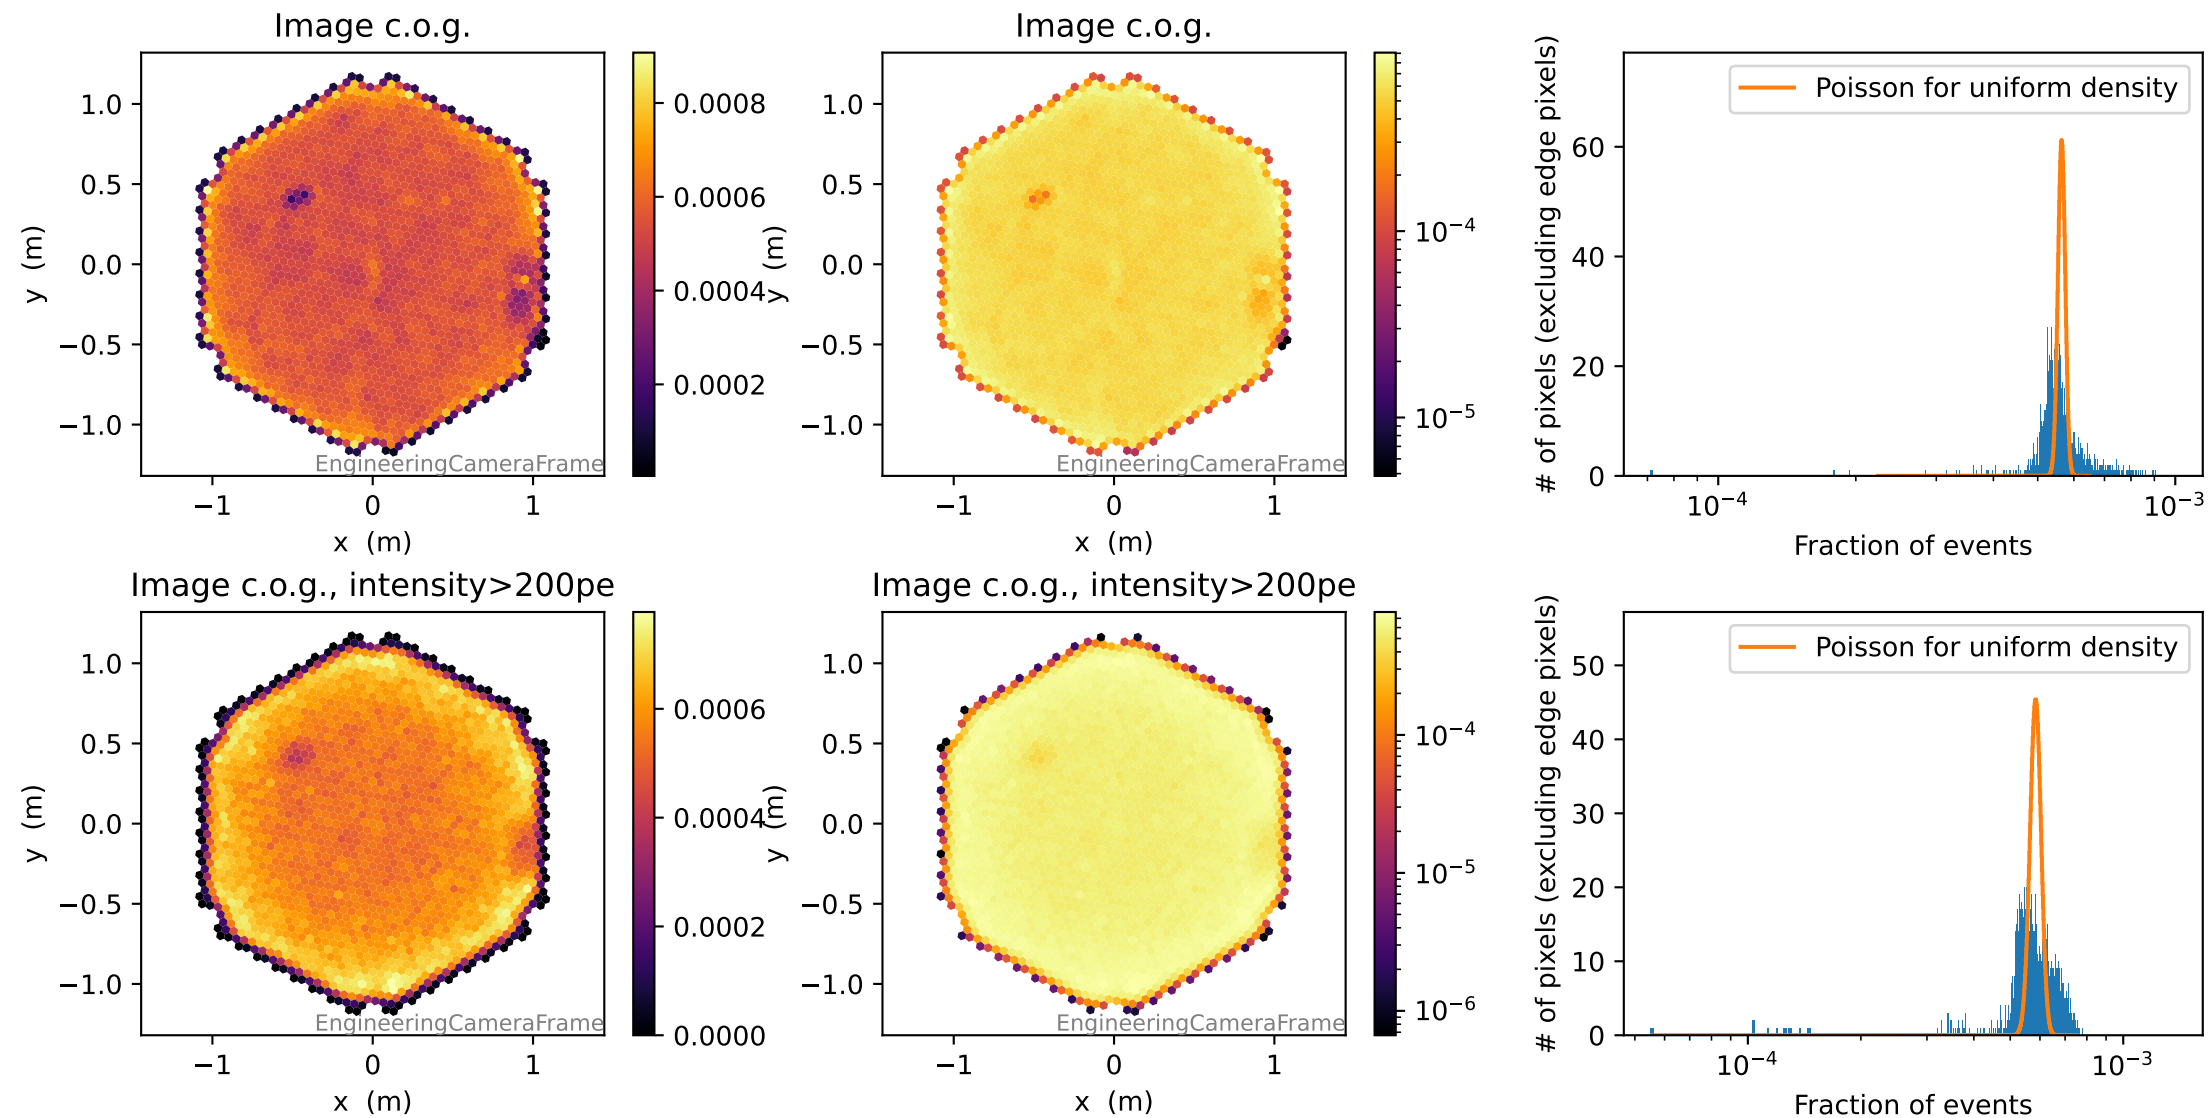 Image c.o.g.
1.0
0.5
0.0
−0.5
−1.0
y (m)
−1
0
1
x (m)
EngineeringCameraFrame
0.0008
0.0006
0.0004
0.0002
Image c.o.g.
1.0
0.5
0.0
−0.5
−1.0
y (m)
−1
0
1
x (m)
EngineeringCameraFrame
10⁻⁴
10⁻⁵
# of pixels (excluding edge pixels)
60
40
20
0
Poisson for uniform density
10⁻⁴
10⁻³
Fraction of events
Image c.o.g., intensity>200pe
1.0
0.5
0.0
−0.5
−1.0
y (m)
−1
0
1
x (m)
EngineeringCameraFrame
0.0006
0.0004
0.0002
0.0000
Image c.o.g., intensity>200pe
1.0
0.5
0.0
−0.5
−1.0
y (m)
−1
0
1
x (m)
EngineeringCameraFrame
10⁻⁴
10⁻⁵
10⁻⁶
# of pixels (excluding edge pixels)
50
40
30
20
10
0
Poisson for uniform density
10⁻⁴
10⁻³
Fraction of events